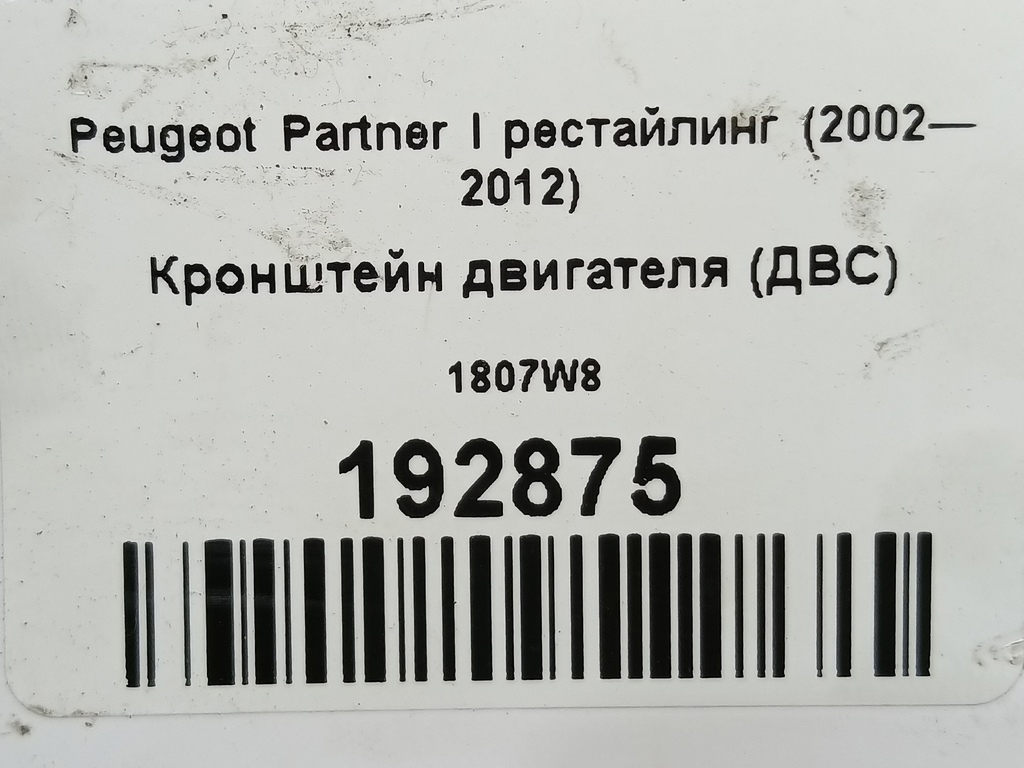 Peugeot Partner I рестайлинг (2002—
2012)
Кронштейн двигателя (ДВС)
1807W8
192875